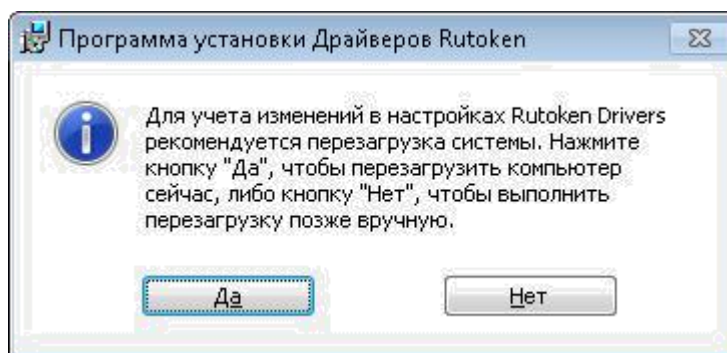 Программа установки Драйверов Rutoken
Для учета изменений в настройках Rutoken Drivers
рекомендуется перезагрузка системы. Нажмите
кнопку "Да", чтобы перезагрузить компьютер
сейчас, либо кнопку "Нет", чтобы выполнить
перезагрузку позже вручную.
Да
Нет